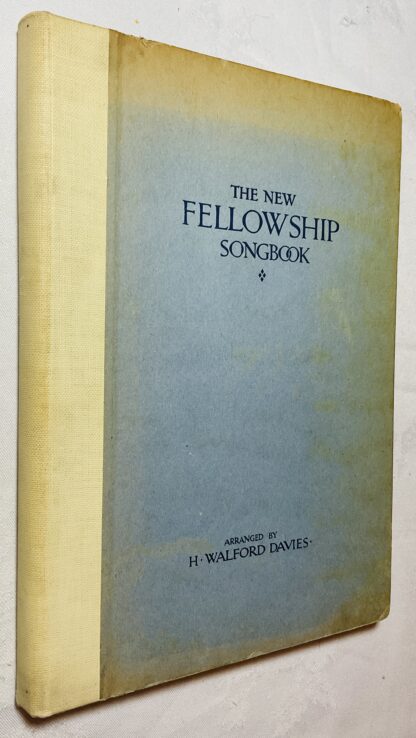 THE NEW
FELLOWSHIP
SONGBOOK
ARRANGED BY
H· WALFORD DAVIES·